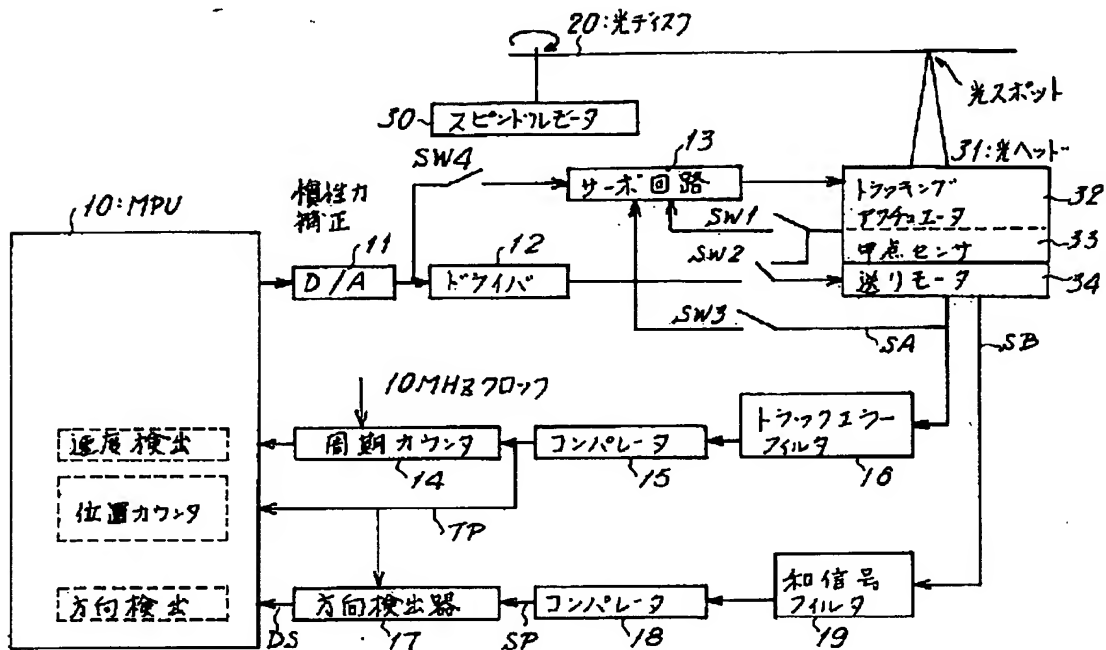 20:光ディスク
光スポット
30
スピンドルモータ
31:光ヘッド
SW4
13
サーボ回路
トラッキング
アクチュエータ
32
10:MPU
慣性力
補正
SW1
中点センサ
33
11
D/A
12
ドライバ
SW2
送りモータ
34
SW3
SA
SB
10MHzクロック
トラックエラー
フィルタ
16
速度検出
周期カウンタ
14
コンパレータ
15
位置カウンタ
TP
和信号
フィルタ
19
方向検出
DS
方向検出器
17
SP
コンパレータ
18